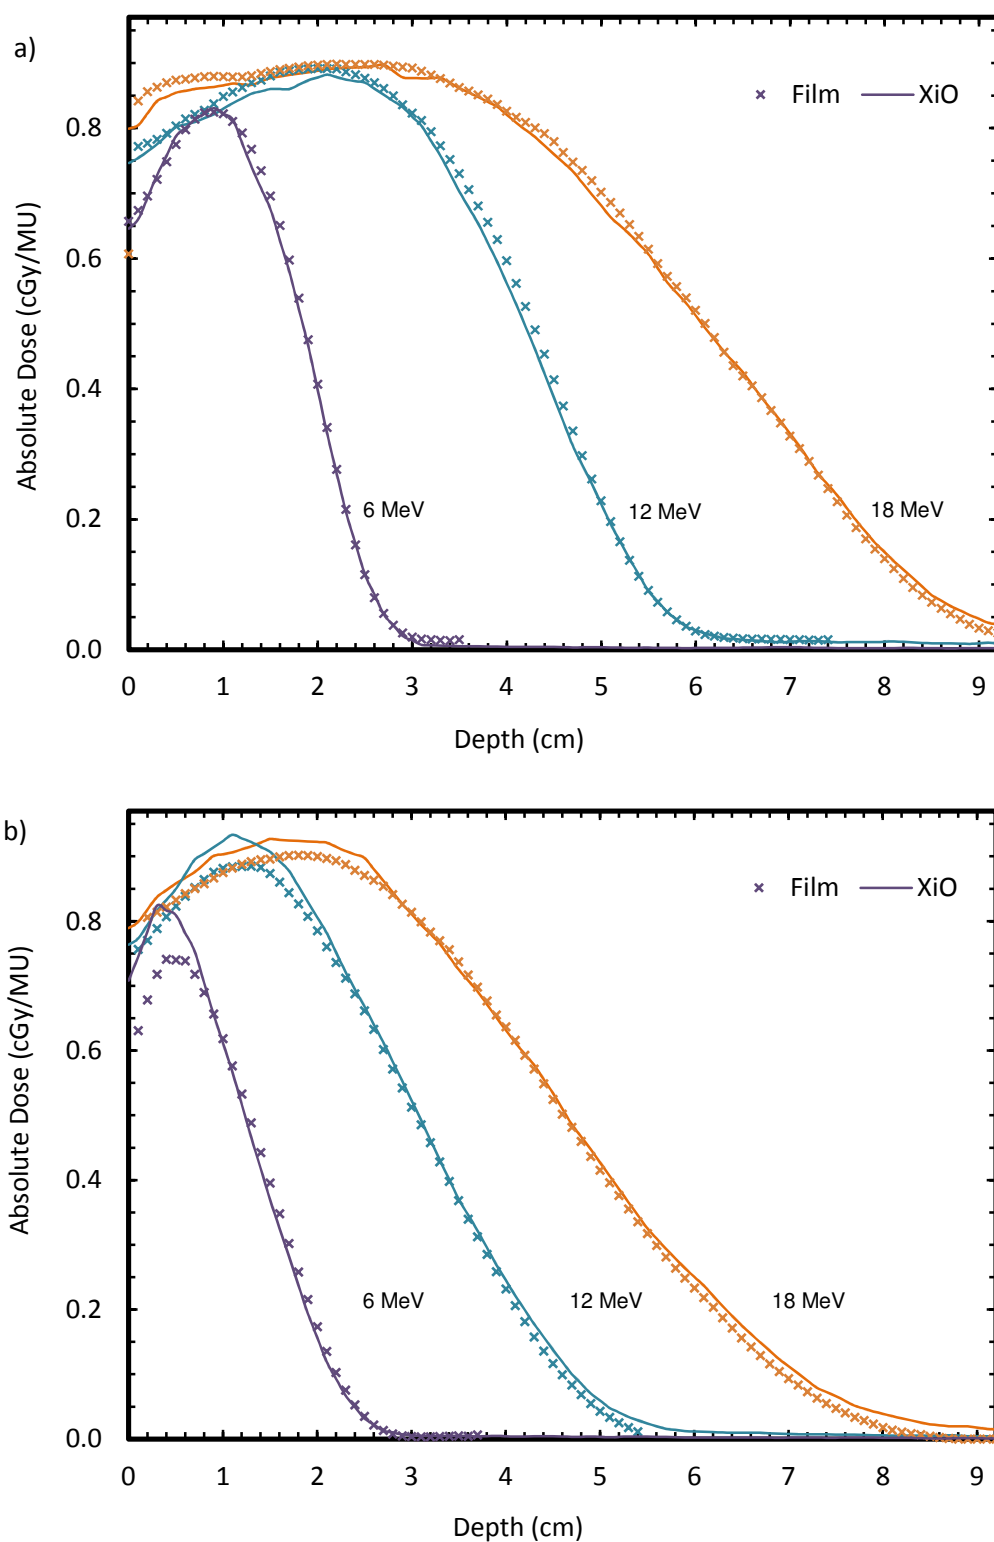 a)
Film XiO
0.8
0.6
0.4
0.2
0.0
Absolute Dose (cGy/MU)
6 MeV 12 MeV 18 MeV
0 1 2 3 4 5 6 7 8 9
Depth (cm)
b)
Film XiO
0.8
0.6
0.4
0.2
0.0
Absolute Dose (cGy/MU)
6 MeV 12 MeV 18 MeV
0 1 2 3 4 5 6 7 8 9
Depth (cm)